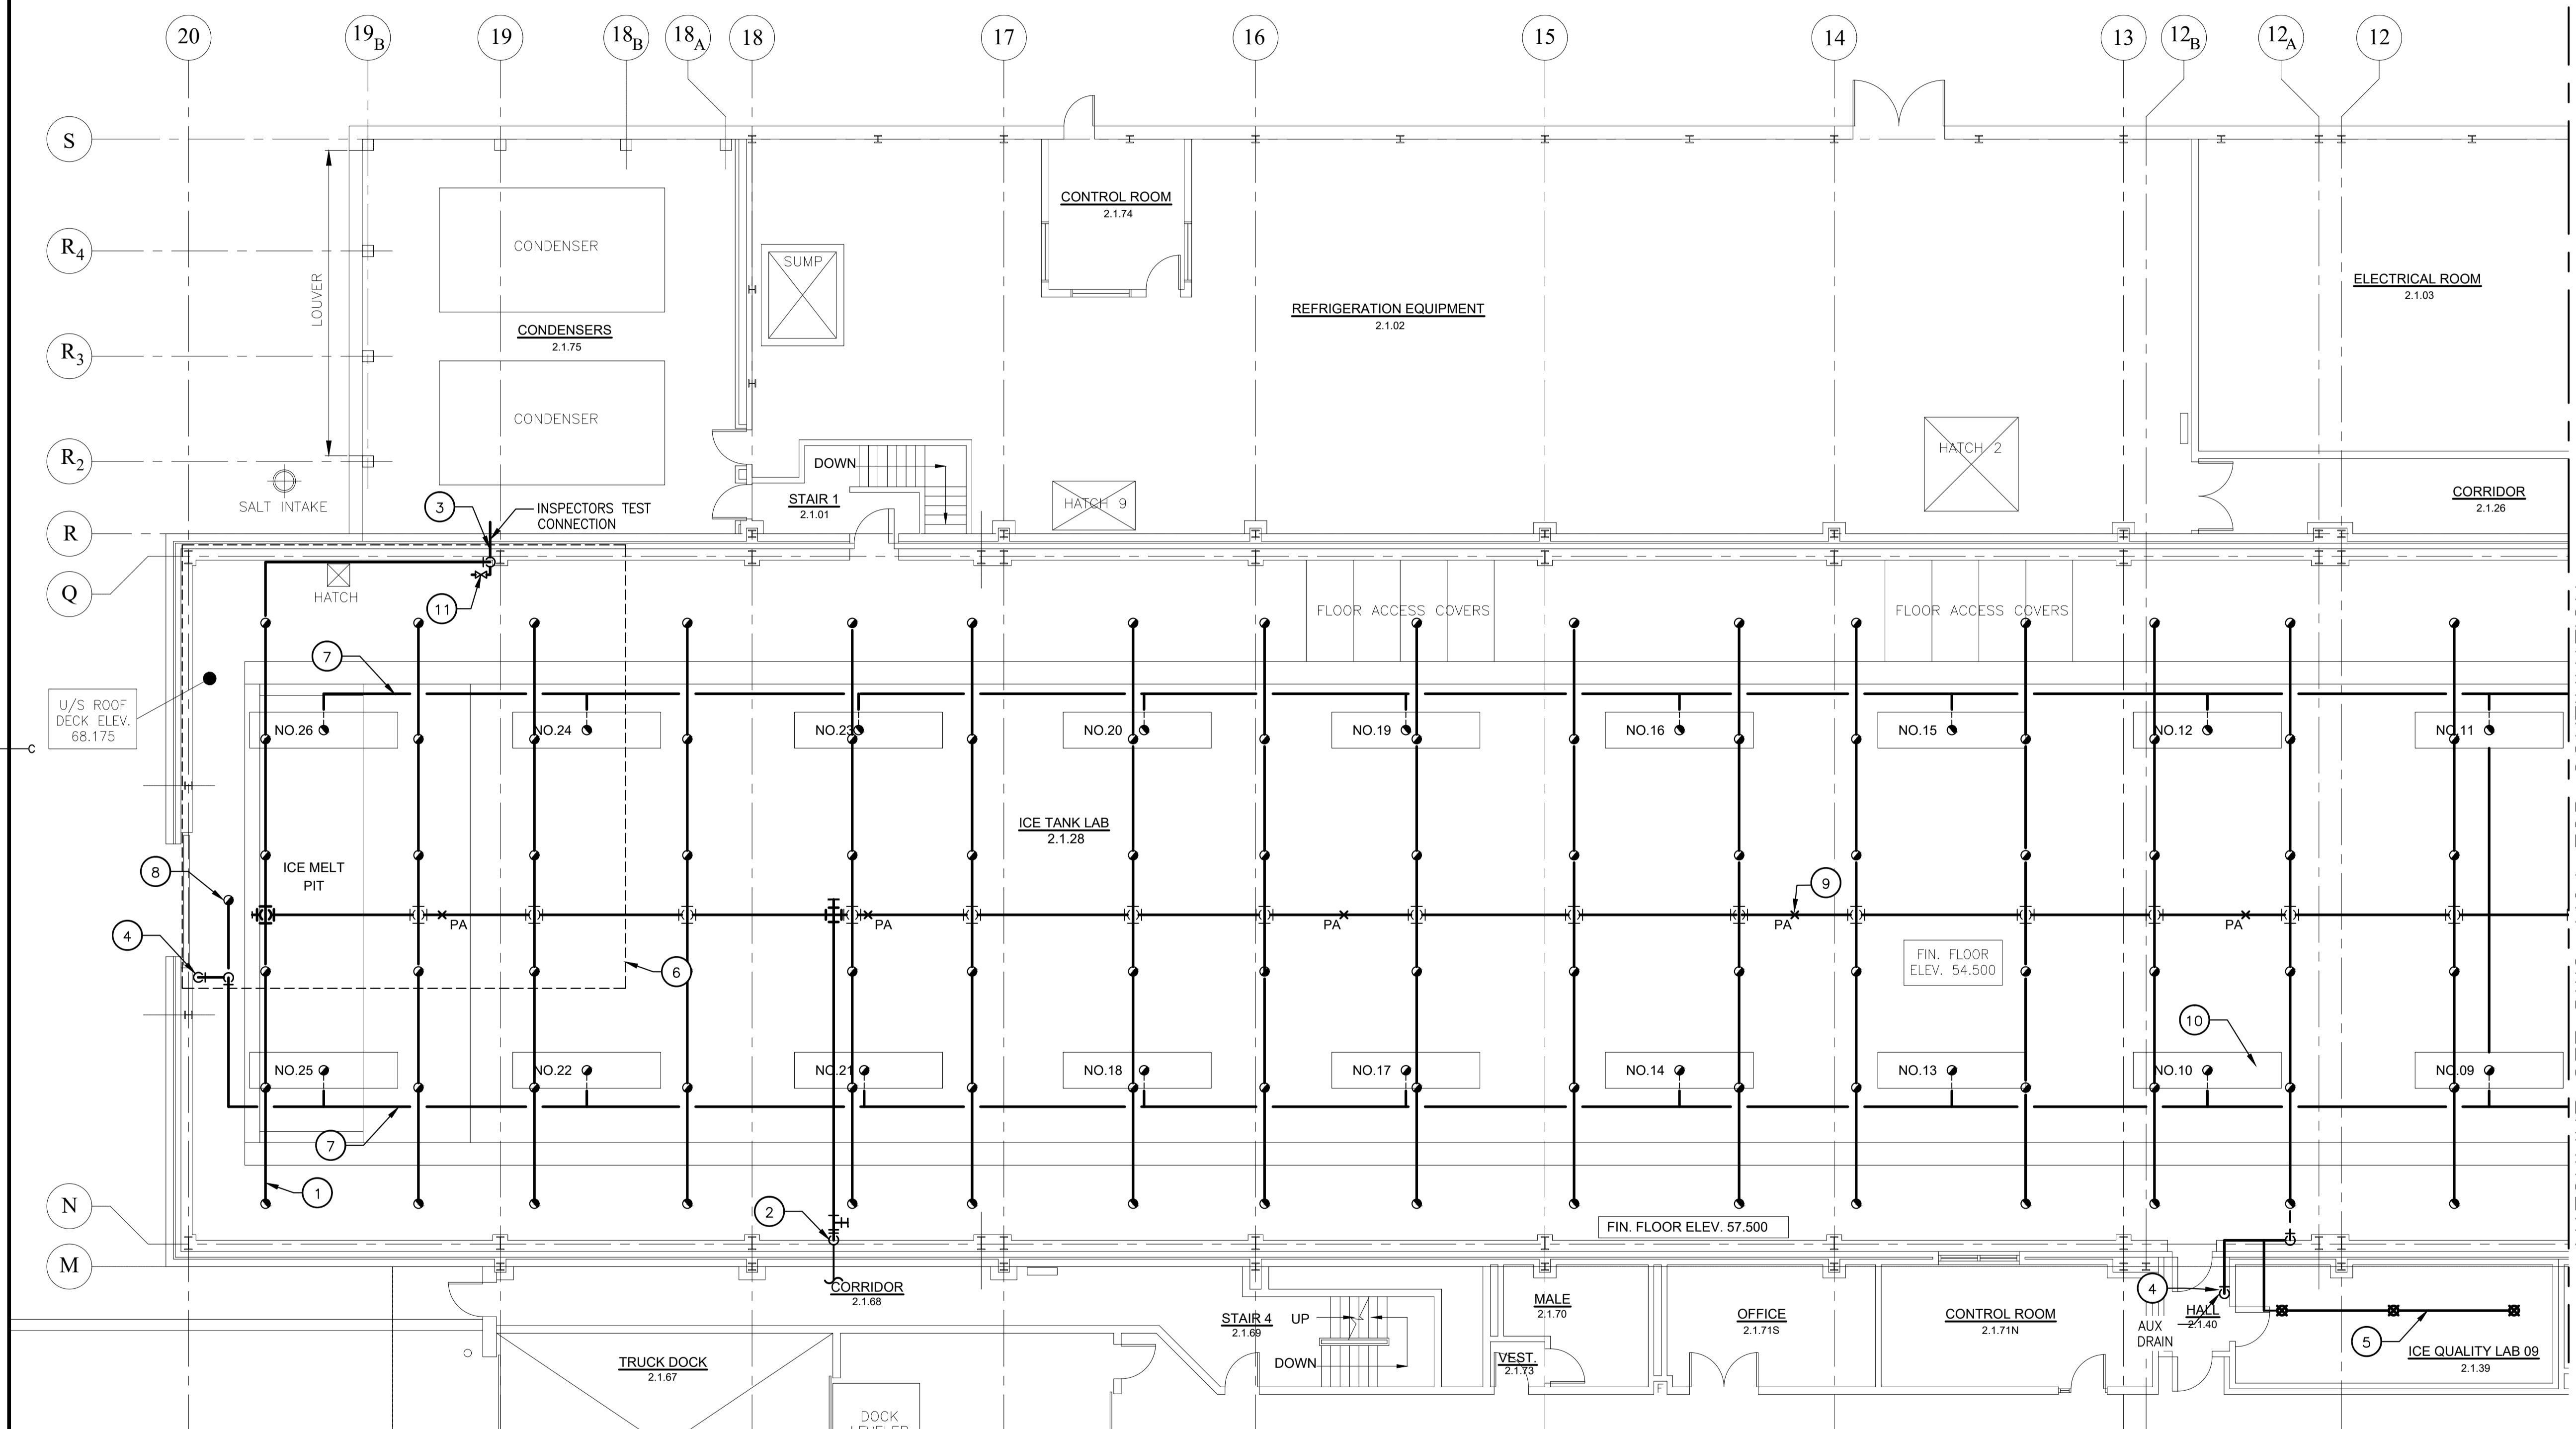 20
19B
19
18B
18A
18
17
16
15
14
13
12B
12A
12
S
R4
R3
R2
R
Q
N
M
C
CONDENSER
LOUVER
CONDENSERS
2.1.75
CONDENSER
SALT INTAKE
SUMP
CONTROL ROOM
2.1.74
REFRIGERATION EQUIPMENT
2.1.02
ELECTRICAL ROOM
2.1.03
DOWN
STAIR 1
2.1.01
HATCH 9
HATCH 2
CORRIDOR
2.1.26
3
INSPECTORS TEST
CONNECTION
HATCH
11
FLOOR ACCESS COVERS
FLOOR ACCESS COVERS
7
U/S ROOF
DECK ELEV.
68.175
NO.26
NO.24
NO.23
NO.20
NO.19
NO.16
NO.15
NO.12
NO.11
ICE TANK LAB
2.1.28
ICE MELT
PIT
8
9
4
PA
PA
PA
PA
PA
6
FIN. FLOOR
ELEV. 54.500
10
NO.25
NO.22
NO.21
NO.18
NO.17
NO.14
NO.13
NO.10
NO.09
7
1
2
FIN. FLOOR ELEV. 57.500
CORRIDOR
2.1.68
STAIR 4
2.1.69
UP
DOWN
MALE
2.1.70
VEST.
2.1.73
F
OFFICE
2.1.71S
CONTROL ROOM
2.1.71N
4
AUX
DRAIN
HALL
2.1.40
5
ICE QUALITY LAB 09
2.1.39
TRUCK DOCK
2.1.67
DOCK
LEVELER